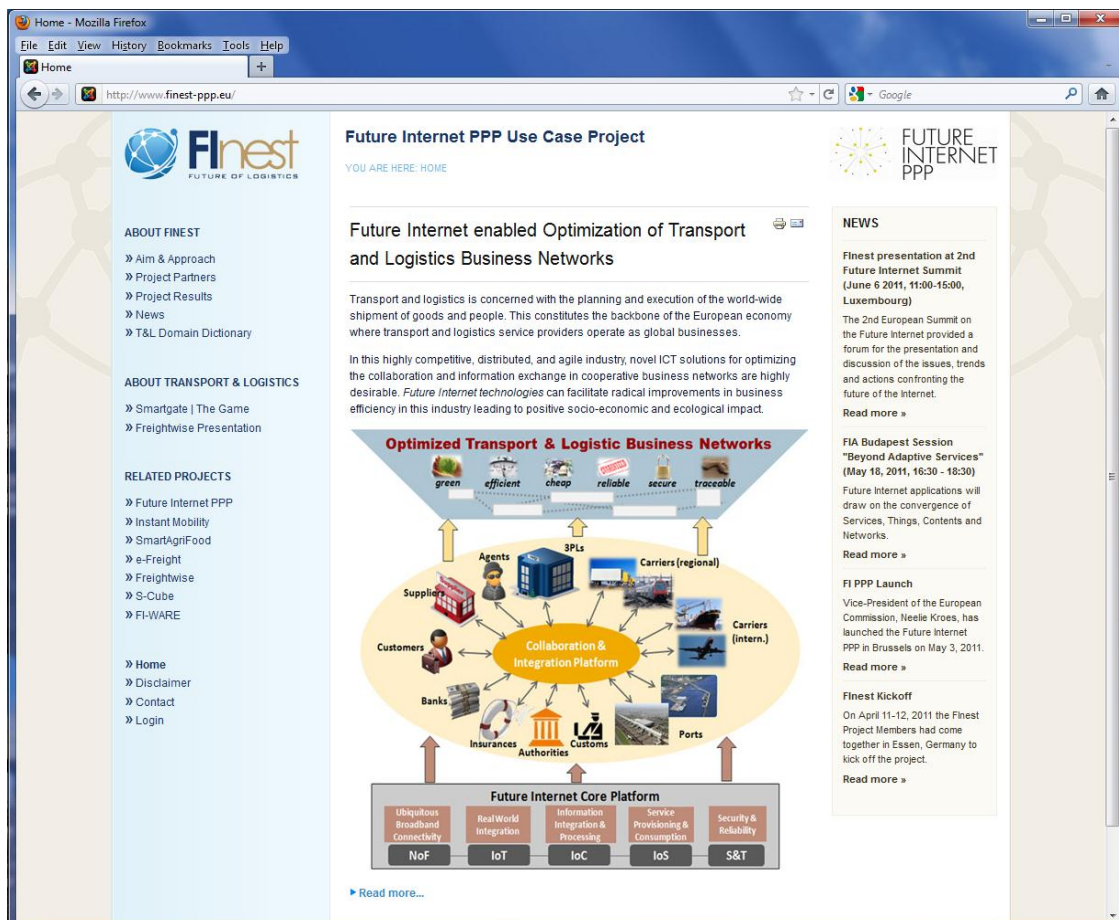 Home - Mozilla Firefox
File Edit View History Bookmarks Tools Help
Home
+
http://www.finest-ppp.eu/
Google
FInest
FUTURE OF LOGISTICS
Future Internet PPP Use Case Project
YOU ARE HERE: HOME
FUTURE
INTERNET
PPP
ABOUT FINEST
» Aim & Approach
» Project Partners
» Project Results
» News
» T&L Domain Dictionary
ABOUT TRANSPORT & LOGISTICS
» Smartgate | The Game
» Freightwise Presentation
RELATED PROJECTS
» Future Internet PPP
» Instant Mobility
» SmartAgriFood
» e-Freight
» Freightwise
» S-Cube
» FI-WARE
» Home
» Disclaimer
» Contact
» Login
Future Internet enabled Optimization of Transport
and Logistics Business Networks
Transport and logistics is concerned with the planning and execution of the world-wide
shipment of goods and people. This constitutes the backbone of the European economy
where transport and logistics service providers operate as global businesses.
In this highly competitive, distributed, and agile industry, novel ICT solutions for optimizing
the collaboration and information exchange in cooperative business networks are highly
desirable. Future Internet technologies can facilitate radical improvements in business
efficiency in this industry leading to positive socio-economic and ecological impact.
Optimized Transport & Logistic Business Networks
green efficient cheap reliable secure traceable
Agents
3PLs
Carriers (regional)
Suppliers
Carriers
(intern.)
Customers
Collaboration &
Integration Platform
Banks
Insurances
Authorities
Customs
Ports
Future Internet Core Platform
Ubiquitous
Broadband
Connectivity
Real World
Integration
Information
Integration &
Processing
Service
Provisioning &
Consumption
Security &
Reliability
NoF IoT IoC IoS S&T
Read more...
NEWS
FInest presentation at 2nd
Future Internet Summit
(June 6 2011, 11:00-15:00,
Luxembourg)
The 2nd European Summit on
the Future Internet provided a
forum for the presentation and
discussion of the issues, trends
and actions confronting the
future of the Internet.
Read more »
FIA Budapest Session
"Beyond Adaptive Services"
(May 18, 2011, 16:30 - 18:30)
Future Internet applications will
draw on the convergence of
Services, Things, Contents and
Networks.
Read more »
FI PPP Launch
Vice-President of the European
Commission, Neelie Kroes, has
launched the Future Internet
PPP in Brussels on May 3, 2011.
Read more »
FInest Kickoff
On April 11-12, 2011 the FInest
Project Members had come
together in Essen, Germany to
kick off the project.
Read more »